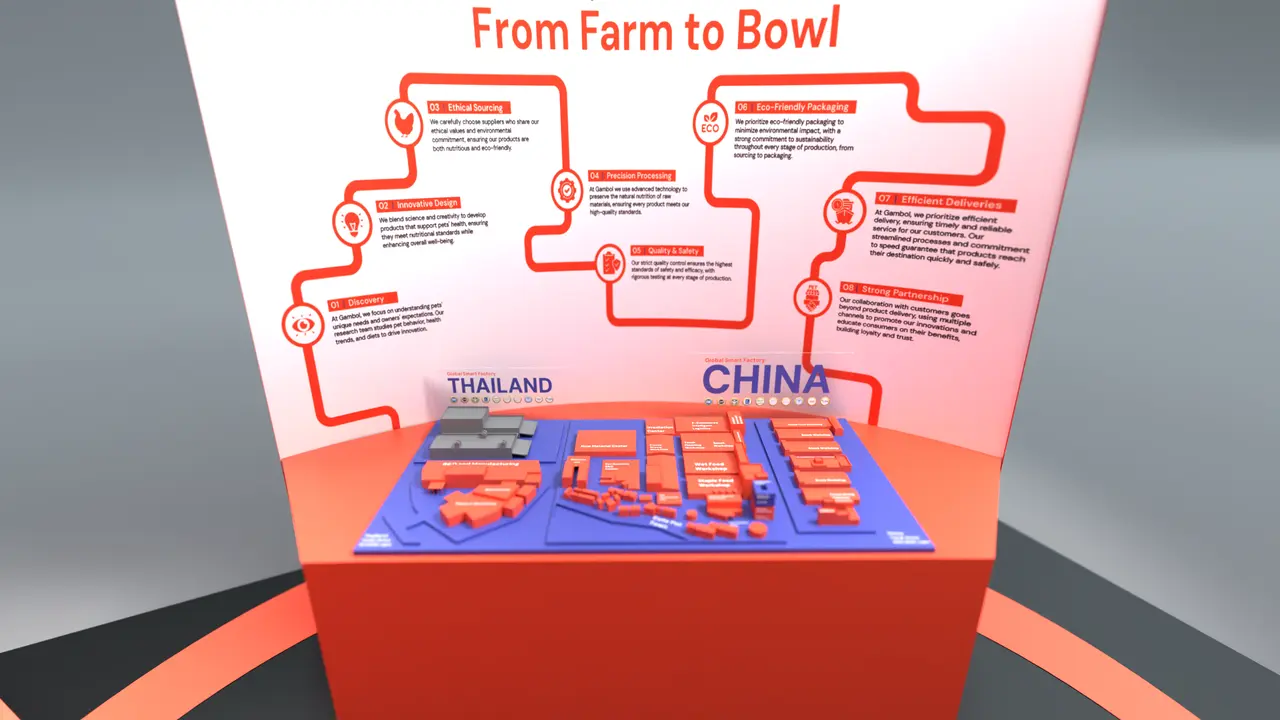 From Farm to Bowl
03 Ethical Sourcing
We carefully choose suppliers who share our
ethical values and environmental
commitment, ensuring our products are
both nutritious and eco-friendly.
02 Innovative Design
We blend science and creativity to develop
products that support pets' health, ensuring
they meet nutritional standards while
enhancing overall well-being.
01 Discovery
At Gambol, we focus on understanding pets'
unique needs and owners' expectations. Our
research team studies pet behavior, health
trends, and diets to drive innovation.
04 Precision Processing
At Gambol we use advanced technology to
preserve the natural nutrition of raw
materials, ensuring every product meets our
high-quality standards.
05 Quality & Safety
Our strict quality control ensures the highest
standards of safety and efficacy, with
rigorous testing at every stage of production.
06 Eco-Friendly Packaging
ECO
We prioritize eco-friendly packaging to
minimize environmental impact, with a
strong commitment to sustainability
throughout every stage of production, from
sourcing to packaging.
07 Efficient Deliveries
At Gambol, we prioritize efficient
delivery, ensuring timely and reliable
service for our customers. Our
streamlined processes and commitment
to speed guarantee that products reach
their destination quickly and safely.
08 Strong Partnership
PET
Our collaboration with customers goes
beyond product delivery, using multiple
channels to promote our innovations and
educate consumers on their benefits,
building loyalty and trust.
Global Smart Factory
THAILAND
Global Smart Factory
CHINA
Wet Food
Workshop
Staple Food
Workshop